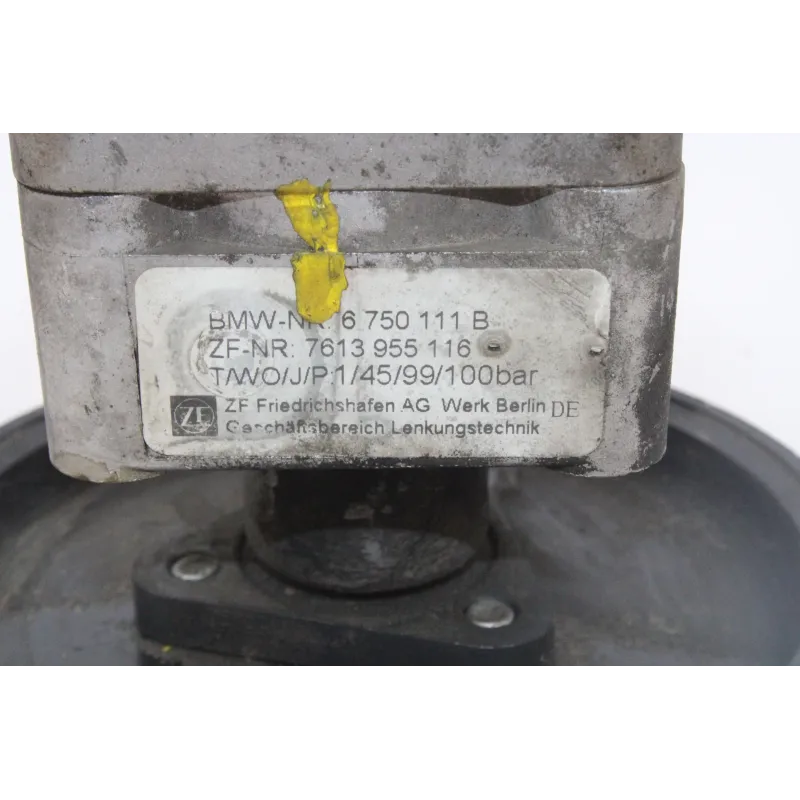 BMW-NR: 6 750 111 B
ZF-NR: 7613 955 116
T/WO/J/P 1/45/99/100bar
ZF ZF Friedrichshafen AG Werk Berlin DE
Geschäftsbereich Lenkungstechnik